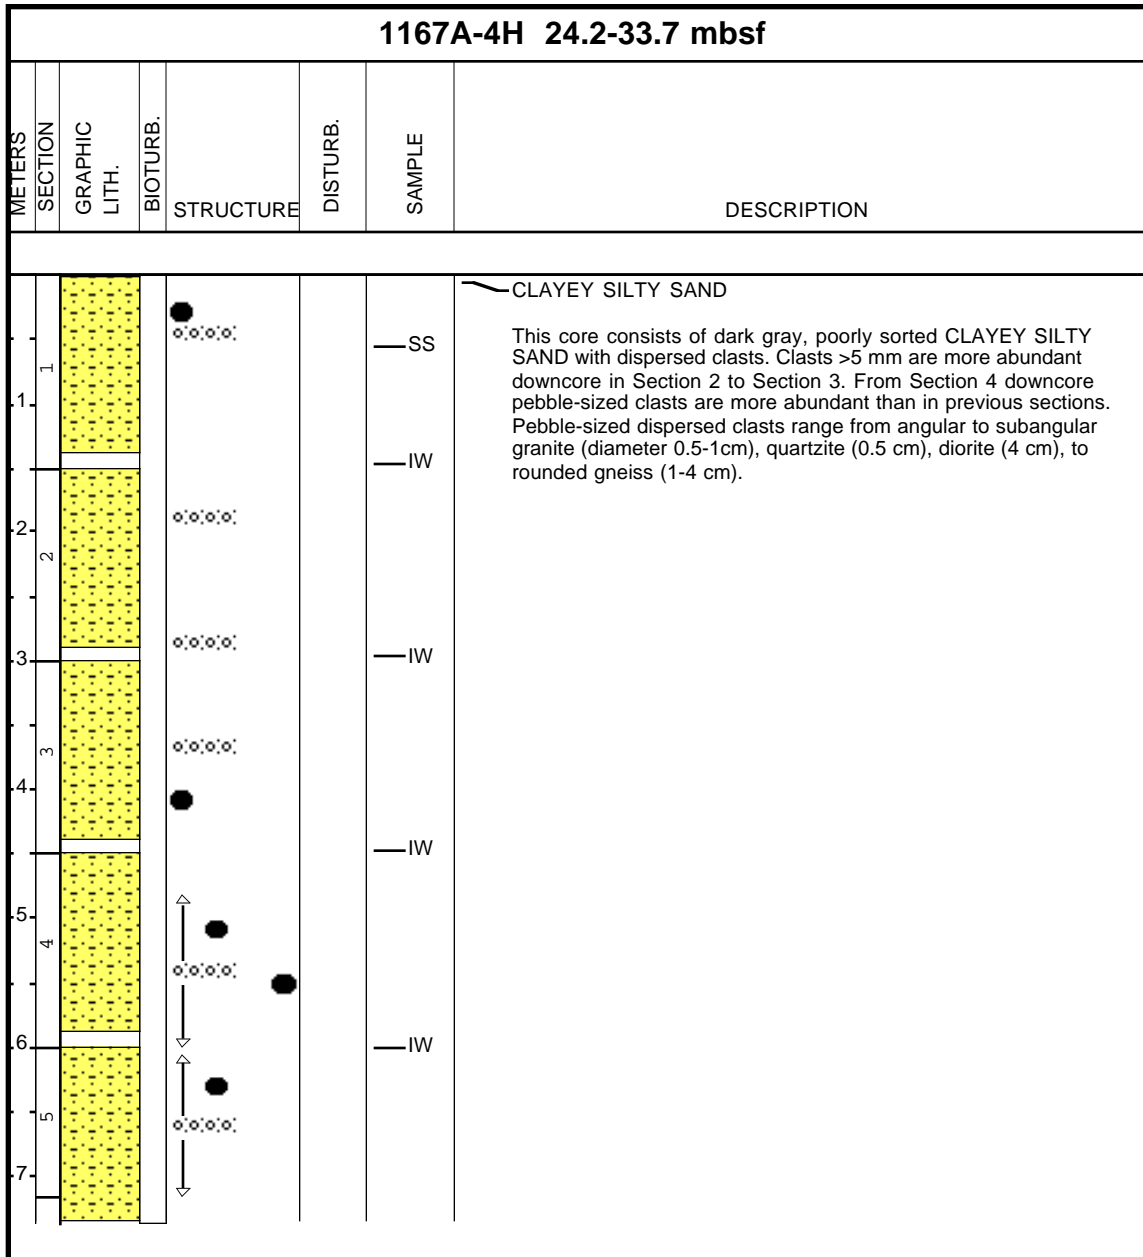 1167A-4H 24.2-33.7 mbsf
METERS
SECTION
GRAPHIC
LITH.
BIOTURB.
STRUCTURE
DISTURB.
SAMPLE
DESCRIPTION
CLAYEY SILTY SAND
This core consists of dark gray, poorly sorted CLAYEY SILTY
SAND with dispersed clasts. Clasts >5 mm are more abundant
downcore in Section 2 to Section 3. From Section 4 downcore
pebble-sized clasts are more abundant than in previous sections.
Pebble-sized dispersed clasts range from angular to subangular
granite (diameter 0.5-1cm), quartzite (0.5 cm), diorite (4 cm), to
rounded gneiss (1-4 cm).
SS
1
1
IW
2
2
3
IW
3
4
IW
5
4
6
IW
5
7